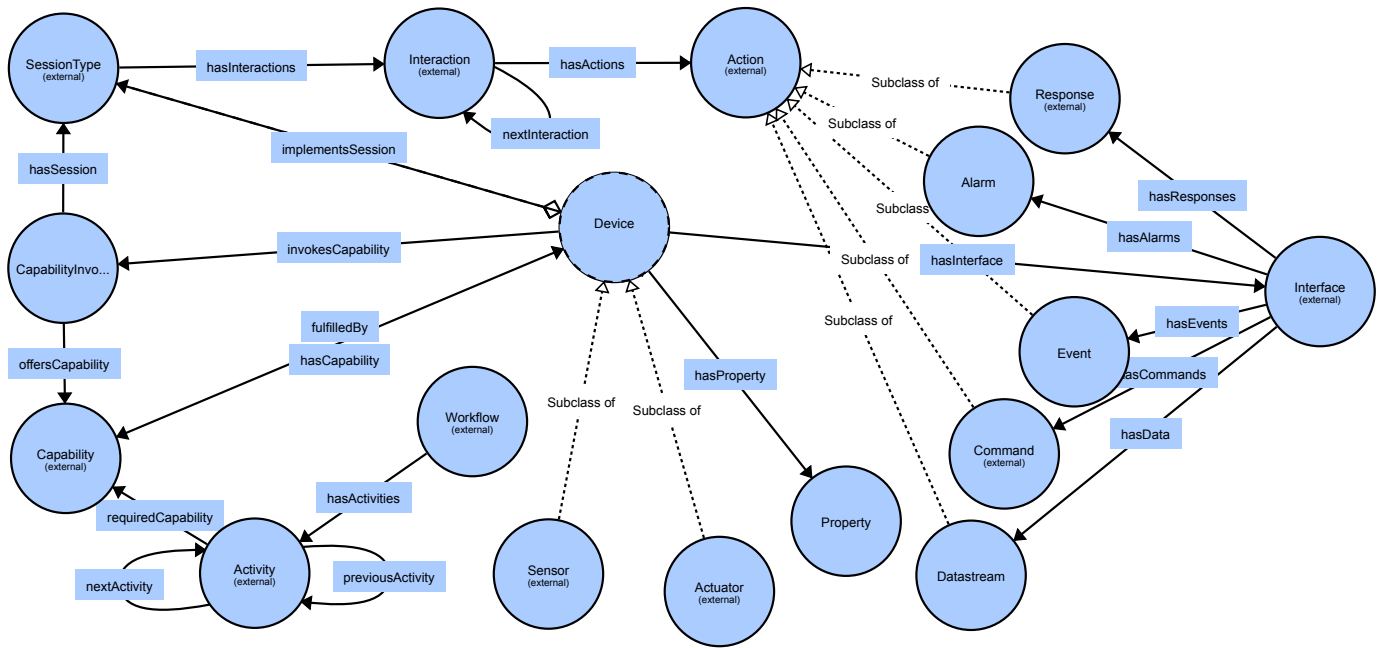 SessionType
(external)
hasInteractions
Interaction
(external)
hasActions
Action
(external)
Subclass of
Response
(external)
nextInteraction
Subclass of
implementsSession
hasSession
Alarm
hasResponses
Device
Subclass
hasAlarms
invokesCapability
CapabilityInvo...
Subclass of
hasInterface
Interface
(external)
fulfilledBy
hasCapability
Subclass of
hasEvents
Event
offersCapability
hasProperty
asCommands
Workflow
(external)
Subclass of
Subclass of
hasData
Capability
(external)
Command
(external)
hasActivities
requiredCapability
Property
Activity
(external)
previousActivity
nextActivity
Sensor
(external)
Actuator
(external)
Datastream